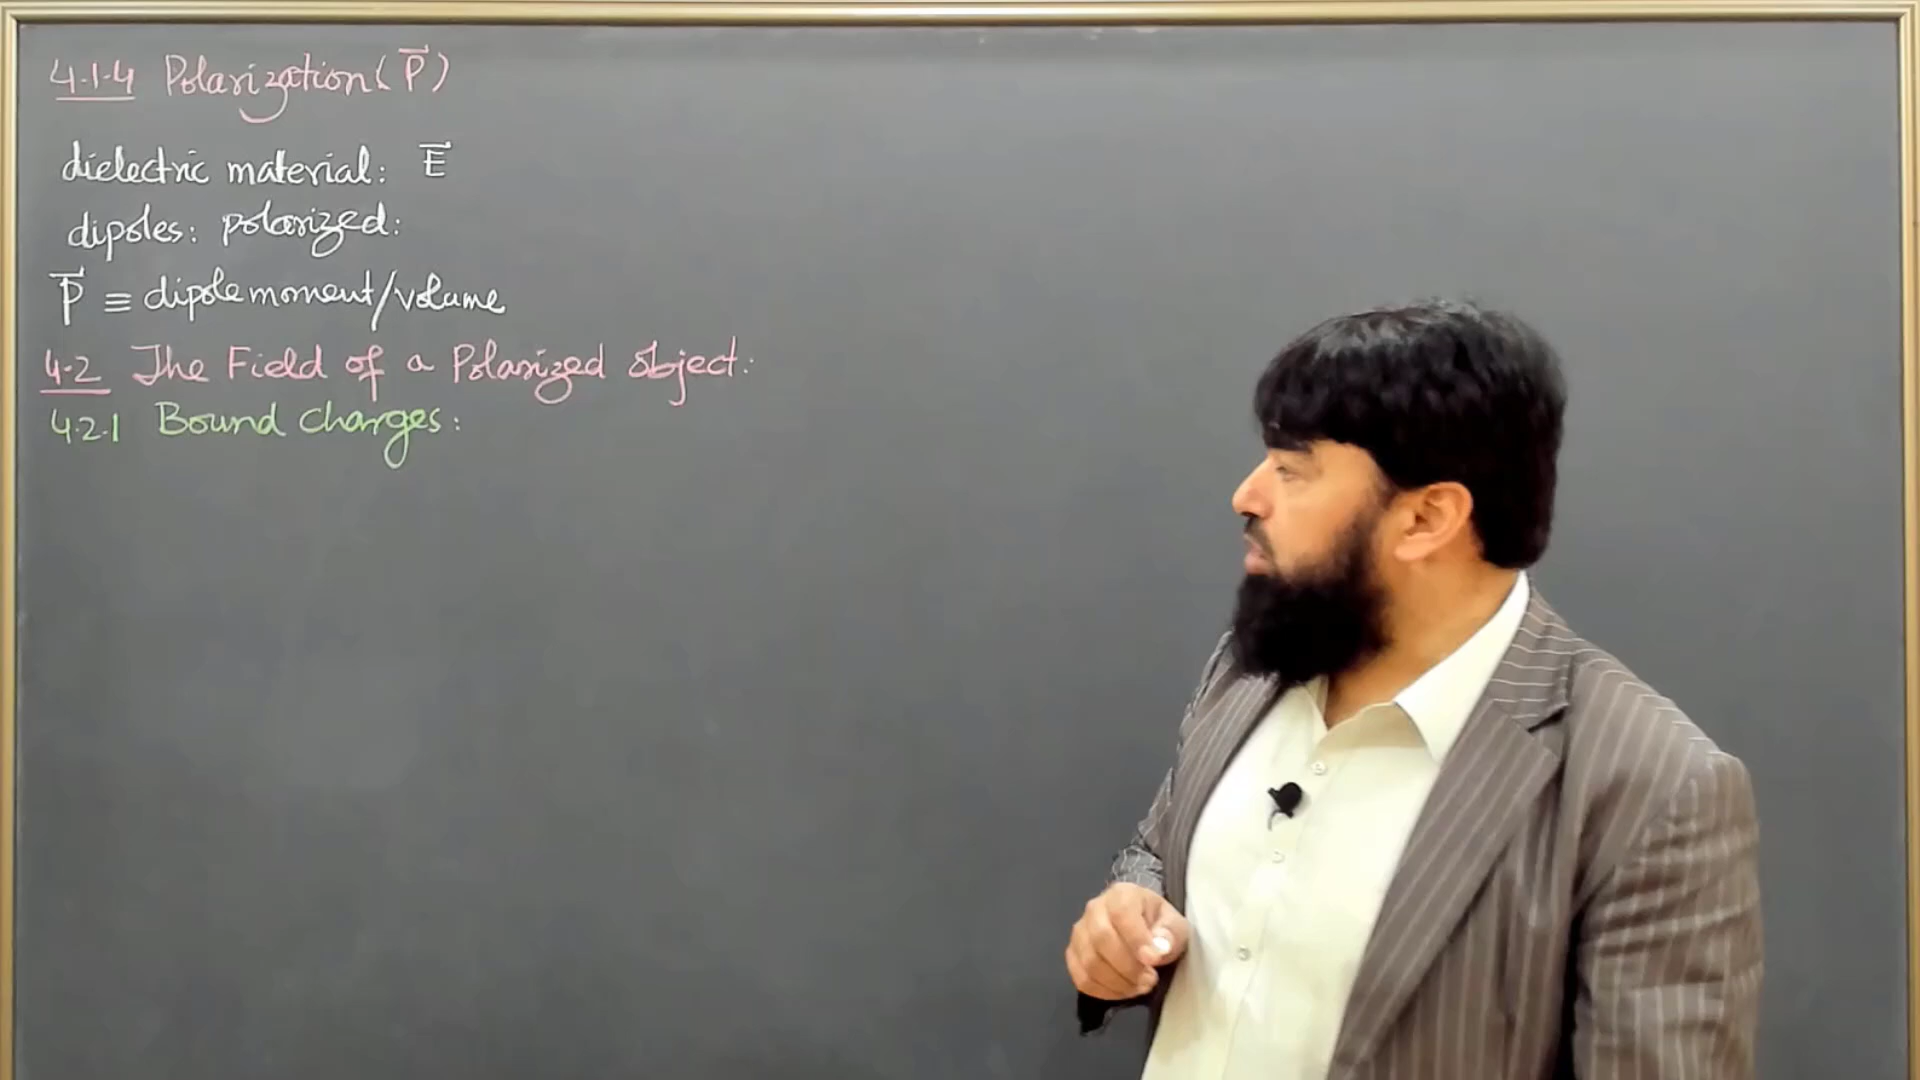 4.1.4 Polarization (P⃗)
dielectric material: E⃗
dipoles: polarized:
P⃗ ≡ dipole moment/volume
4.2 The Field of a Polarized object:
4.2.1 Bound charges: